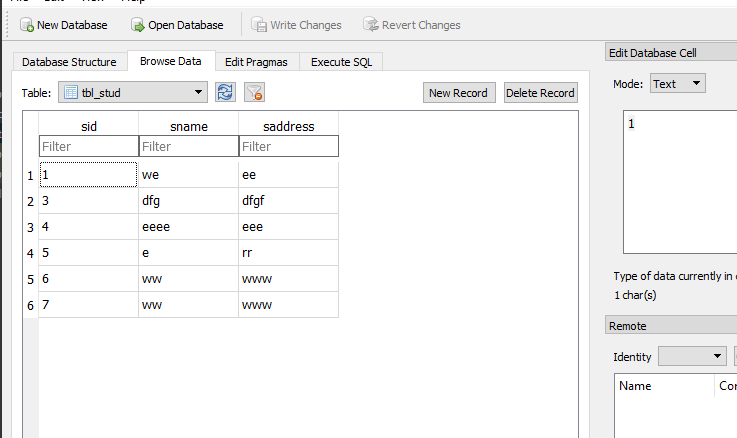 New Database Open Database Write Changes Revert Changes
Database Structure Browse Data Edit Pragmas Execute SQL
Table: tbl_stud New Record Delete Record
sid sname saddress
Filter Filter Filter
1 1 we ee
2 3 dfg dfgf
3 4 eeee eee
4 5 e rr
5 6 ww www
6 7 ww www
Edit Database Cell
Mode: Text
1
Type of data currently in
1 char(s)
Remote
Identity
Name